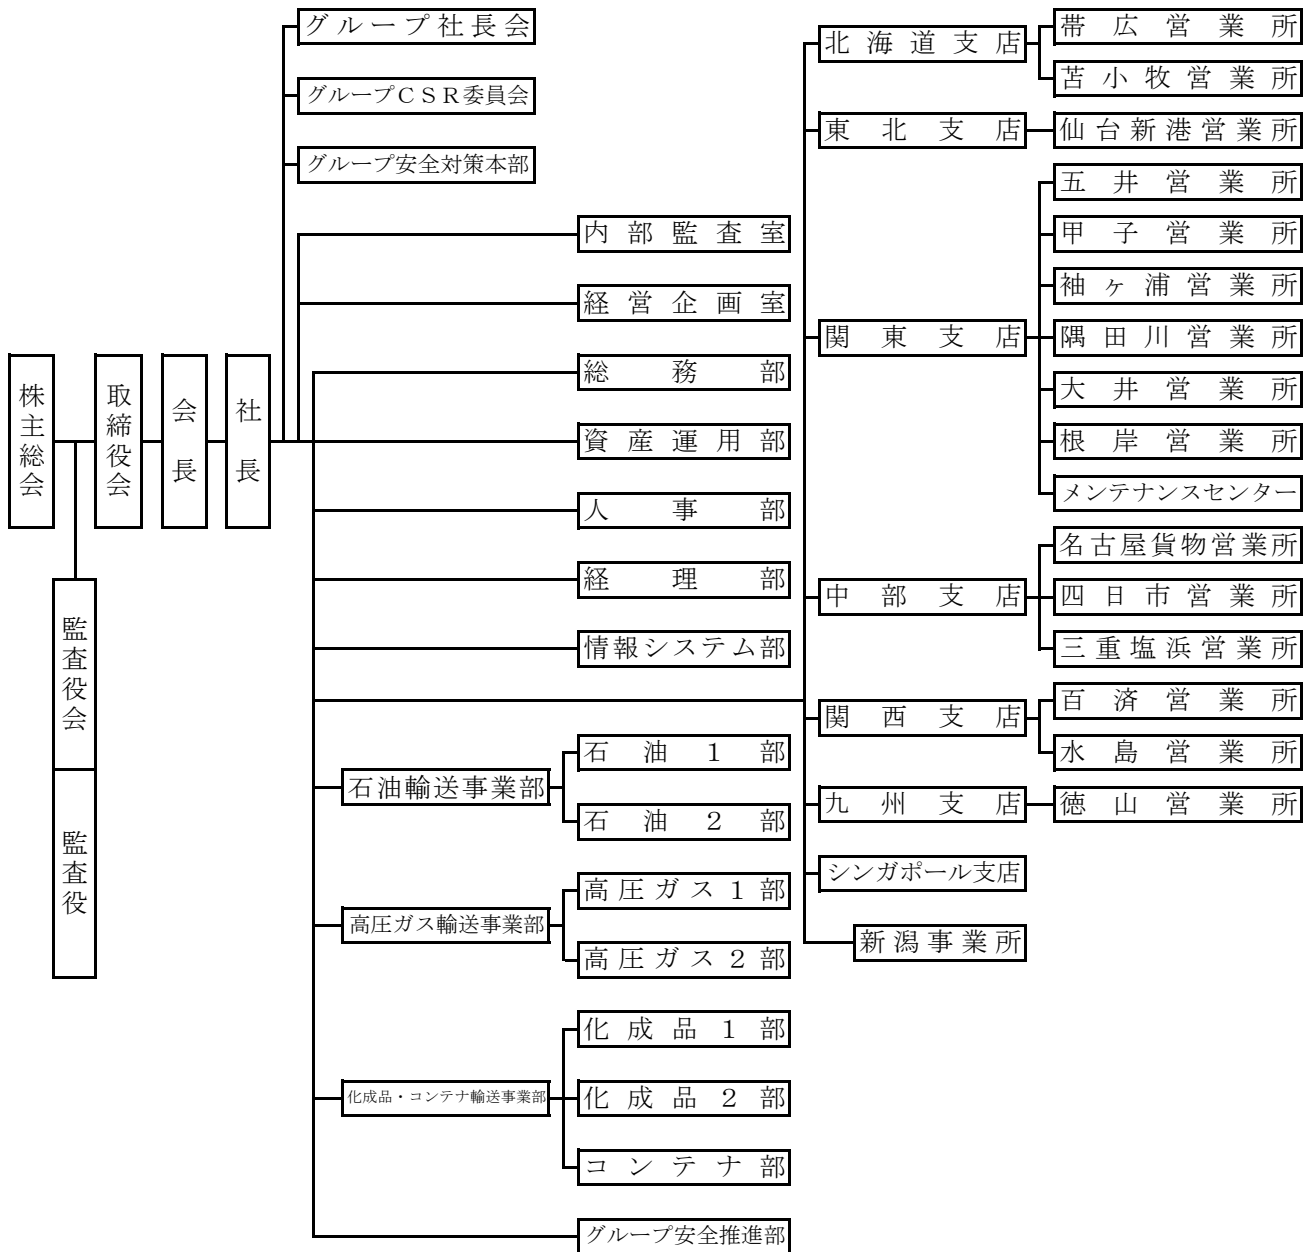 株主総会
取締役会
会長
社長
監査役会
監査役
グループ社長会
グループCSR委員会
グループ安全対策本部
内部監査室
経営企画室
総務部
資産運用部
人事部
経理部
情報システム部
石油輸送事業部
石油1部
石油2部
高圧ガス輸送事業部
高圧ガス1部
高圧ガス2部
化成品・コンテナ輸送事業部
化成品1部
化成品2部
コンテナ部
グループ安全推進部
北海道支店
帯広営業所
苫小牧営業所
東北支店
仙台新港営業所
関東支店
五井営業所
甲子営業所
袖ヶ浦営業所
隅田川営業所
大井営業所
根岸営業所
メンテナンスセンター
中部支店
名古屋貨物営業所
四日市営業所
三重塩浜営業所
関西支店
百済営業所
水島営業所
九州支店
徳山営業所
シンガポール支店
新潟事業所